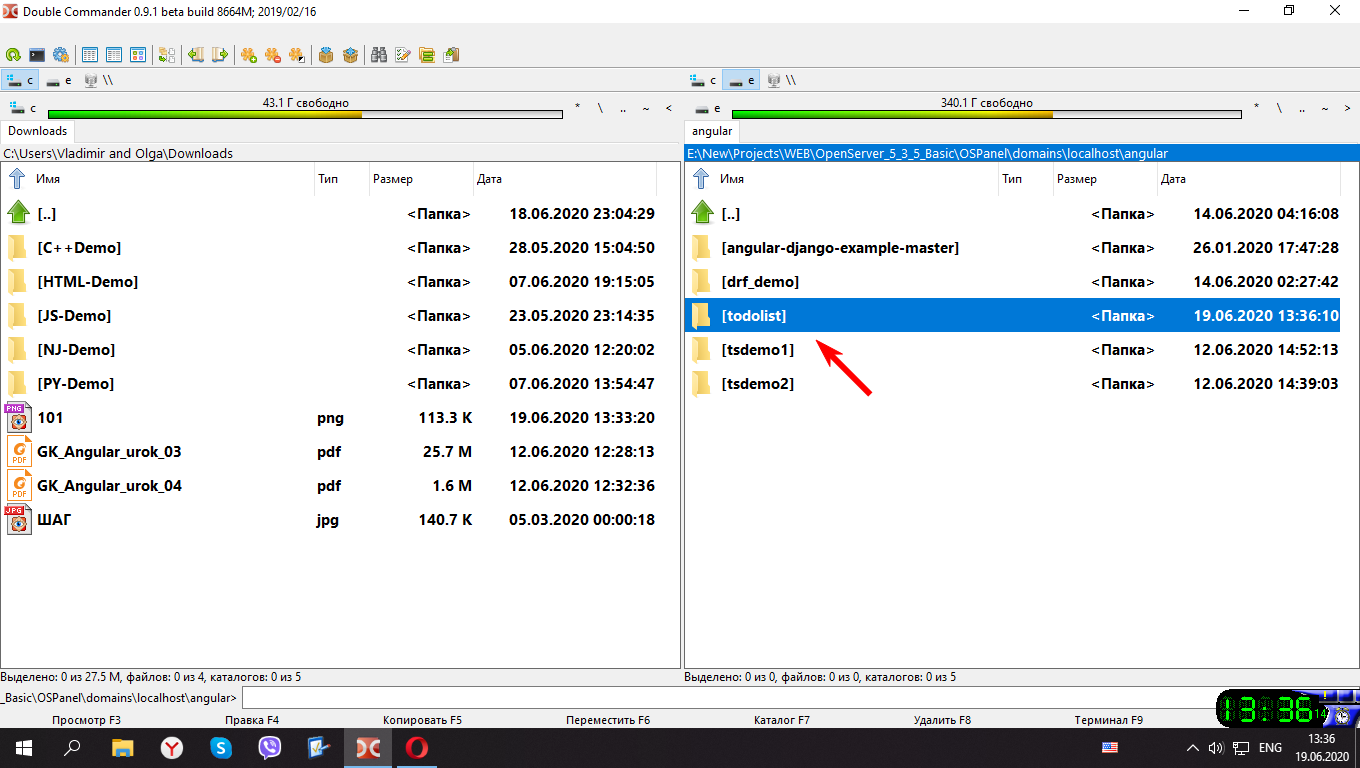 Double Commander 0.9.1 beta build 8664M; 2019/02/16
c e \\ c e \\
c 43.1 Г свободно * \ .. ~ < e 340.1 Г свободно * \ .. ~ >
Downloads angular
C:\Users\Vladimir and Olga\Downloads E:\New\Projects\WEB\OpenServer_5_3_5_Basic\OSPanel\domains\localhost\angular
Имя Тип Размер Дата Имя Тип Размер Дата
[..] <Папка> 18.06.2020 23:04:29 [..] <Папка> 14.06.2020 04:16:08
[C++Demo] <Папка> 28.05.2020 15:04:50 [angular-django-example-master] <Папка> 26.01.2020 17:47:28
[HTML-Demo] <Папка> 07.06.2020 19:15:05 [drf_demo] <Папка> 14.06.2020 02:27:42
[JS-Demo] <Папка> 23.05.2020 23:14:35 [todolist] <Папка> 19.06.2020 13:36:10
[NJ-Demo] <Папка> 05.06.2020 12:20:02 [tsdemo1] <Папка> 12.06.2020 14:52:13
[PY-Demo] <Папка> 07.06.2020 13:54:47 [tsdemo2] <Папка> 12.06.2020 14:39:03
PNG 101 png 113.3 K 19.06.2020 13:33:20
PDF GK_Angular_urok_03 pdf 25.7 M 12.06.2020 12:28:13
PDF GK_Angular_urok_04 pdf 1.6 M 12.06.2020 12:32:36
JPG ШАГ jpg 140.7 K 05.03.2020 00:00:18
Выделено: 0 из 27.5 M, файлов: 0 из 4, каталогов: 0 из 5 Выделено: 0 из 0, файлов: 0 из 0, каталогов: 0 из 5
_Basic\OSPanel\domains\localhost\angular>
Просмотр F3 Правка F4 Копировать F5 Переместить F6 Каталог F7 Удалить F8 Терминал F9
13:36 14
ENG 13:36
19.06.2020